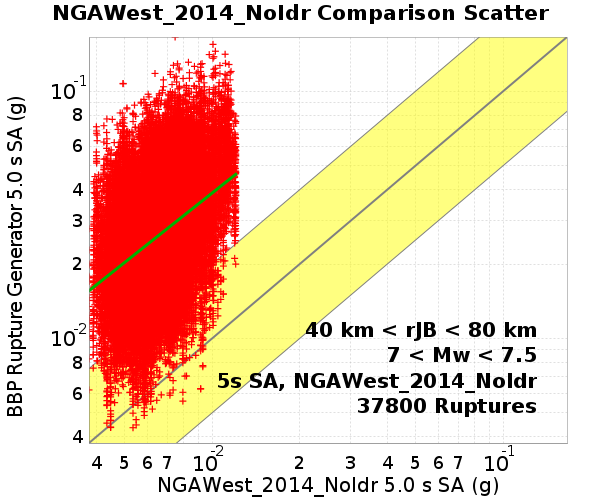 NGAWest_2014_NoIdr Comparison Scatter
BBP Rupture Generator 5.0 s SA (g)
10^-1
8
6
4
3
2
10^-2
8
6
4
40 km < rJB < 80 km
7 < Mw < 7.5
5s SA, NGAWest_2014_NoIdr
37800 Ruptures
4 5 6 7 10^-2 2 3 4 5 6 7 10^-1
NGAWest_2014_NoIdr 5.0 s SA (g)